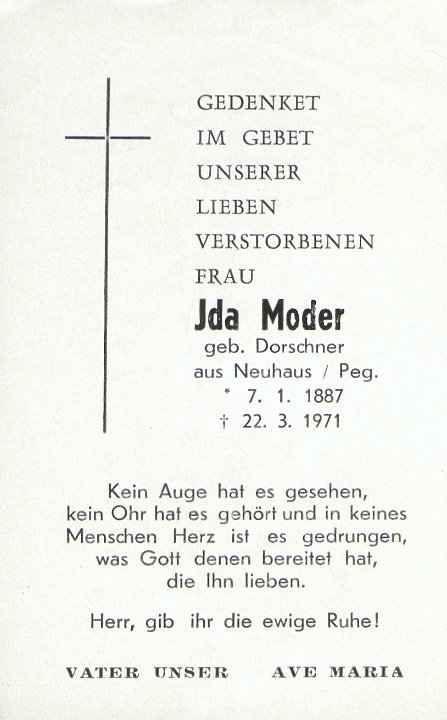 GEDENKET
IM GEBET
UNSERER
LIEBEN
VERSTORBENEN
FRAU
Jda Moder
geb. Dorschner
aus Neuhaus / Peg.
* 7. 1. 1887
† 22. 3. 1971
Kein Auge hat es gesehen,
kein Ohr hat es gehört und in keines
Menschen Herz ist es gedrungen,
was Gott denen bereitet hat,
die Ihn lieben.
Herr, gib ihr die ewige Ruhe!
VATER UNSER AVE MARIA